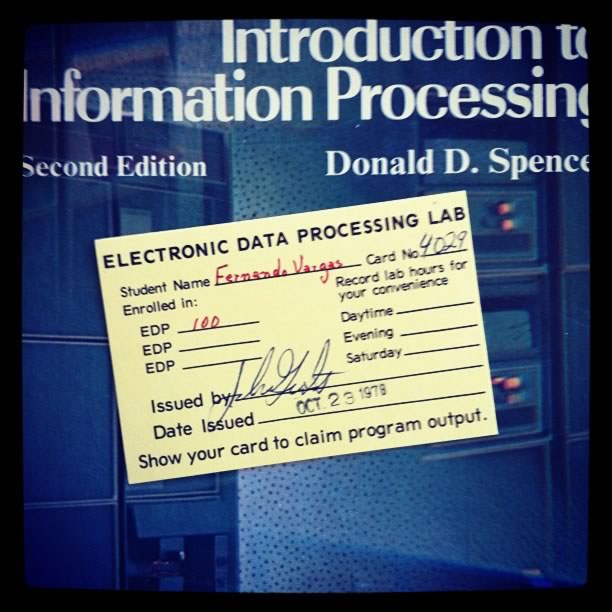 Introduction to
Information Processing
Second Edition Donald D. Spence
ELECTRONIC DATA PROCESSING LAB
Student Name Fernando Vargas Card No. 4029
Enrolled in: Record lab hours for
your convenience
EDP 100 Daytime
EDP Evening
EDP Saturday
Issued by
Date Issued OCT. 23 1978
Show your card to claim program output.